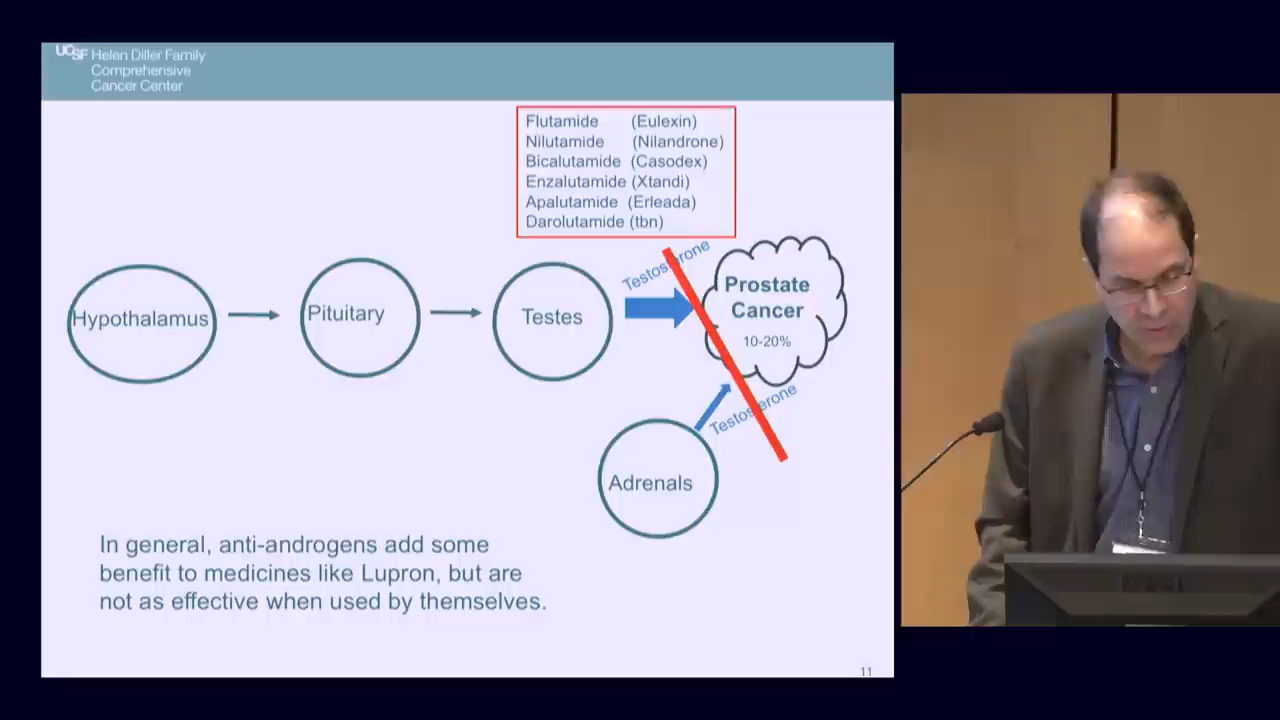 UCSF Helen Diller Family
Comprehensive
Cancer Center
Flutamide (Eulexin)
Nilutamide (Nilandrone)
Bicalutamide (Casodex)
Enzalutamide (Xtandi)
Apalutamide (Erleada)
Darolutamide (tbn)
Hypothalamus
Pituitary
Testes
Testosterone
Prostate
Cancer
10-20%
Testosterone
Adrenals
In general, anti-androgens add some
benefit to medicines like Lupron, but are
not as effective when used by themselves.
11